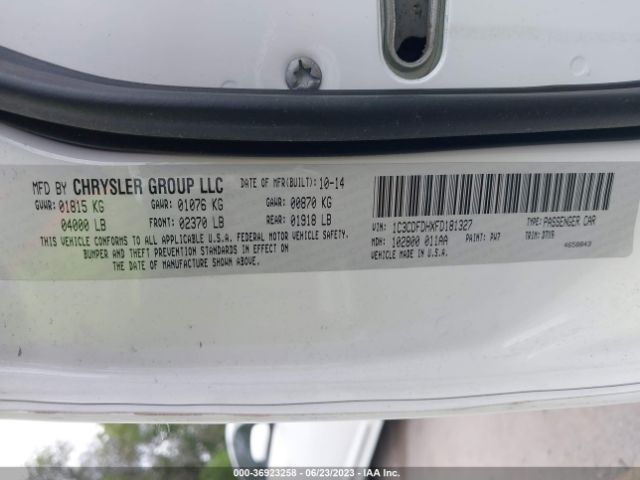 MFD BY CHRYSLER GROUP LLC
DATE OF MFR(BUILT): 10-14
GVWR: 01815 KG GAWR: 01076 KG GAWR: 00870 KG
04000 LB FRONT: 02370 LB REAR: 01918 LB
THIS VEHICLE CONFORMS TO ALL APPLICABLE U.S.A. FEDERAL MOTOR VEHICLE SAFETY,
BUMPER AND THEFT PREVENTION STANDARDS IN EFFECT ON
THE DATE OF MANUFACTURE SHOWN ABOVE.
VIN: 1C3CDFDHXFD181327 TYPE: PASSENGER CAR
MDH: 102800 011AA PAINT: PW7 TRIM: DTX9
VEHICLE MADE IN U.S.A. 4650843
000-36923258 - 06/23/2023 - IAA Inc.